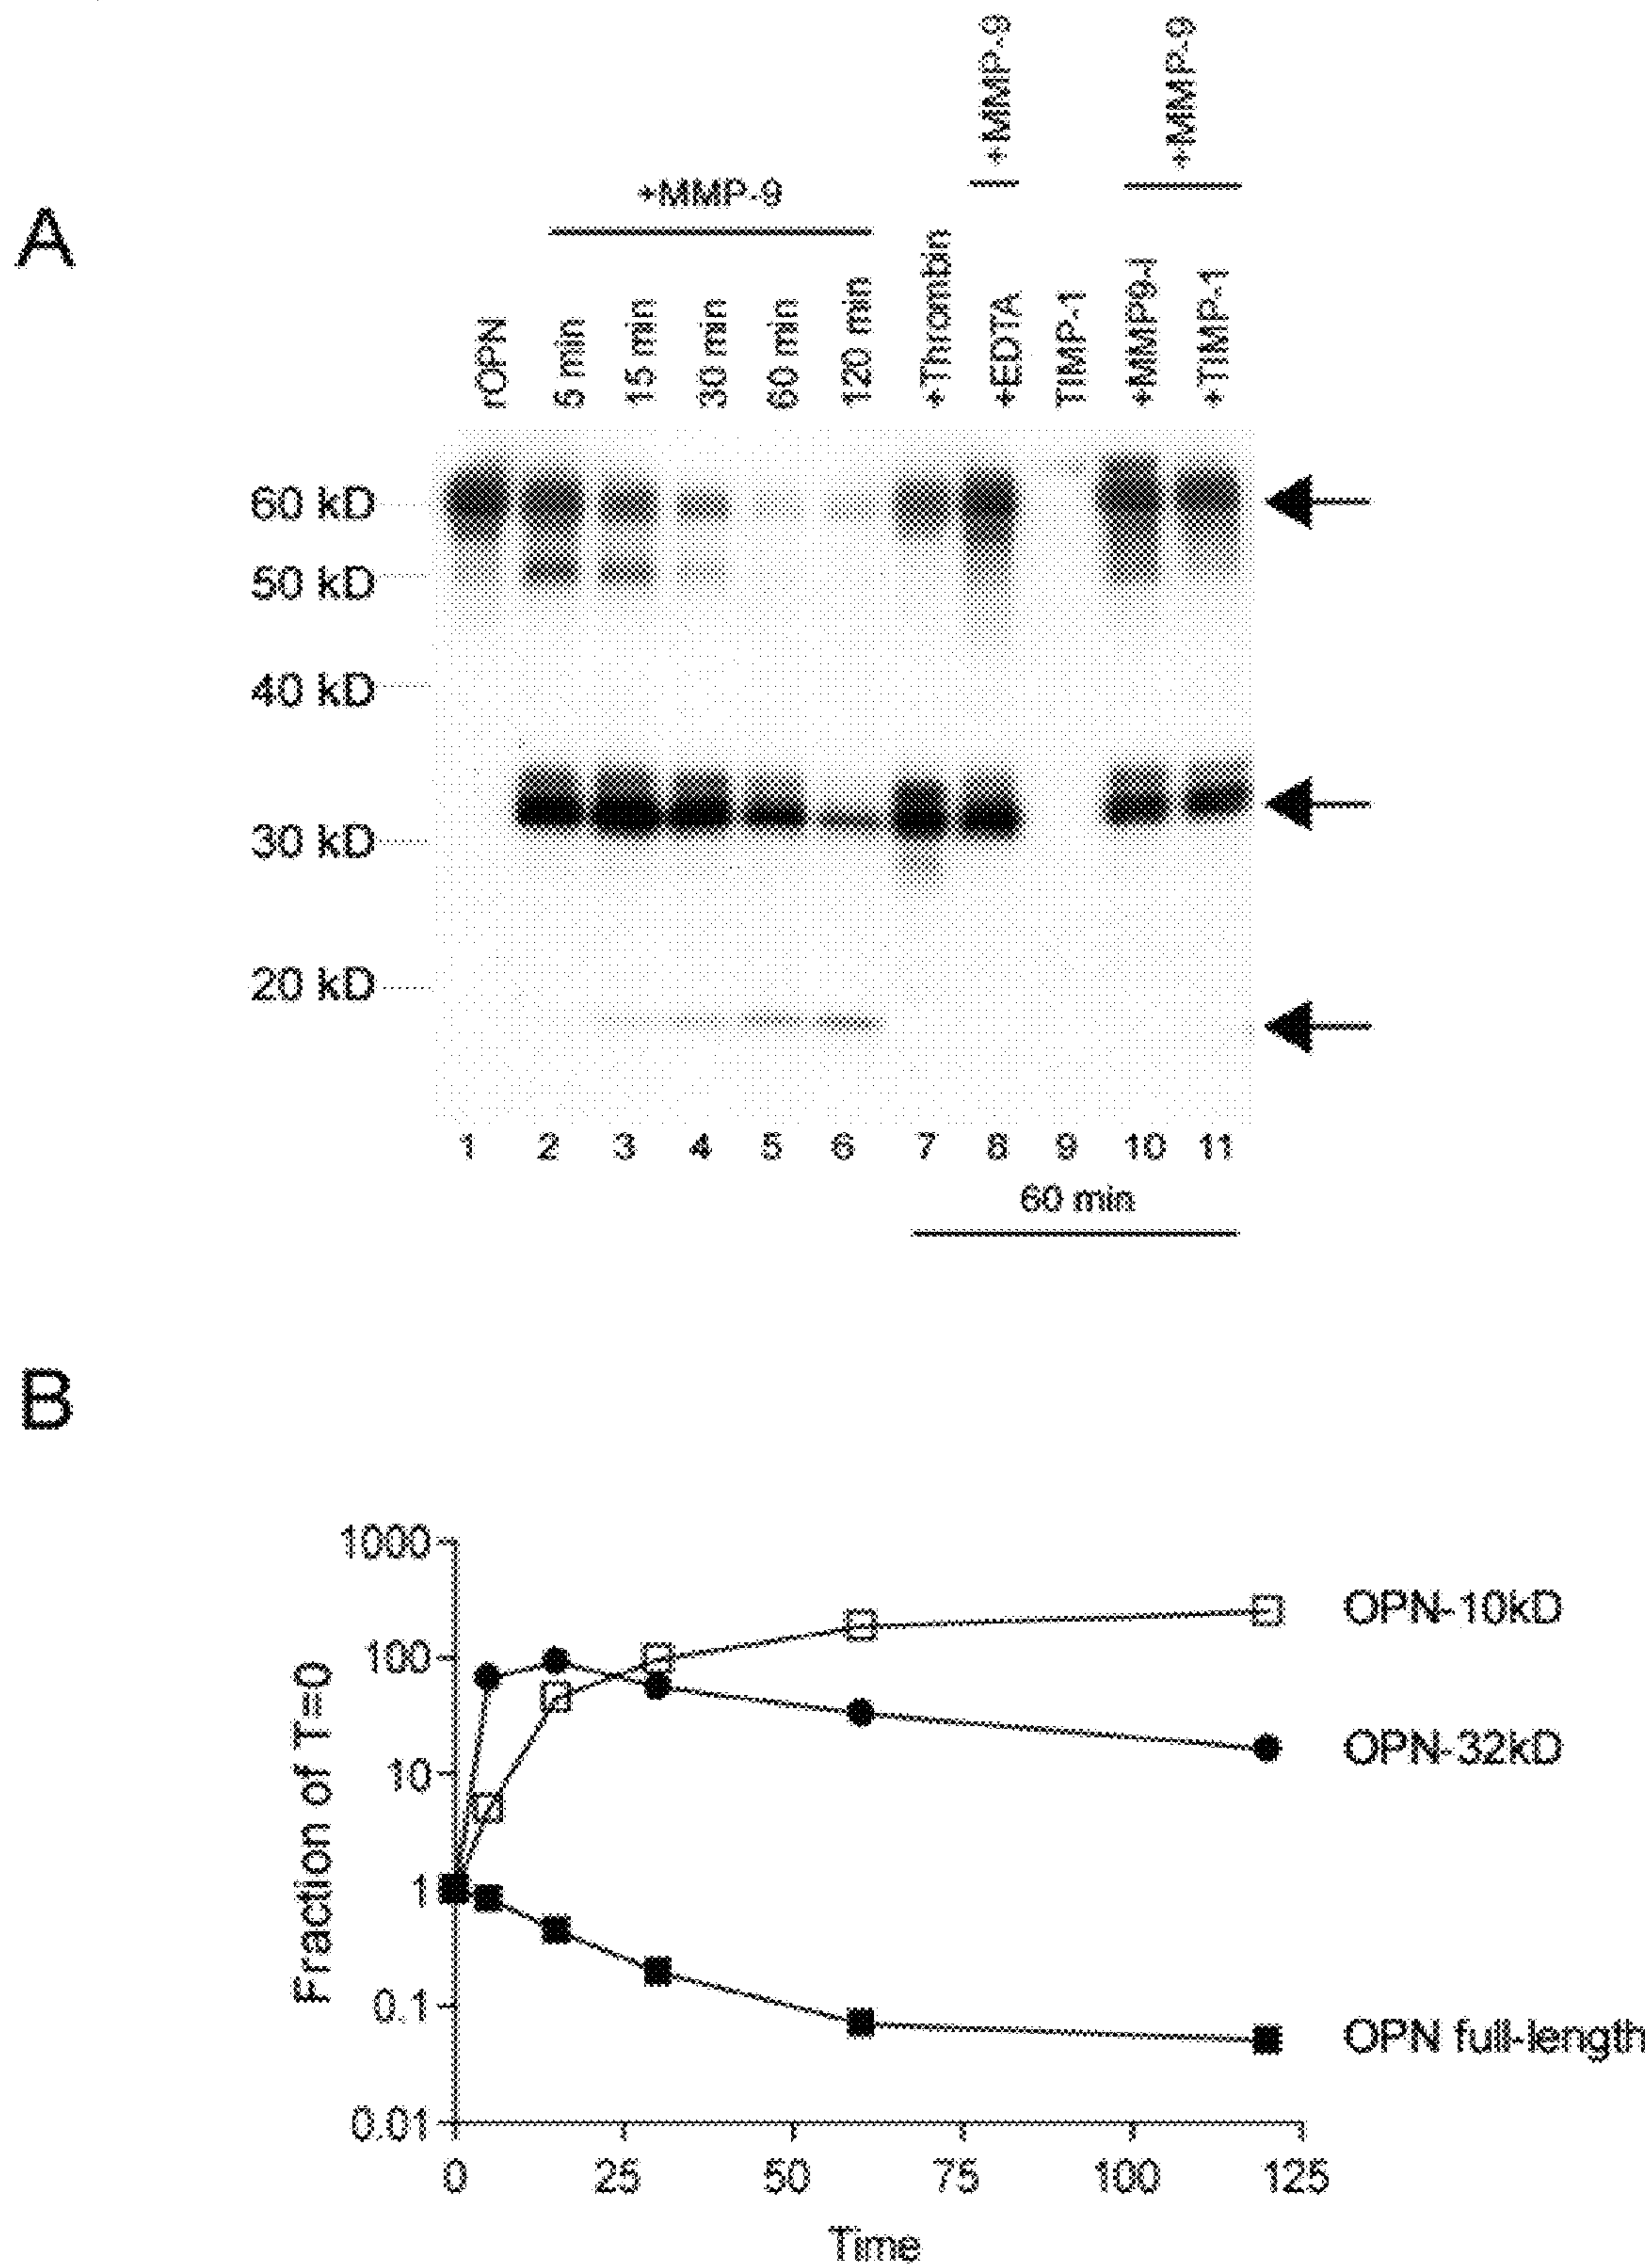 A
+MMP-9
+MMP-9
+MMP-9
rOPN
5 min
15 min
30 min
60 min
120 min
+Thrombin
+EDTA
TIMP-1
+MMP9-I
+TIMP-1
60 kD
50 kD
40 kD
30 kD
20 kD
1 2 3 4 5 6 7 8 9 10 11
60 min
B
Fraction of T=0
1000
100
10
1
0.1
0.01
OPN-10kD
OPN-32kD
OPN full-length
0 25 50 75 100 125
Time